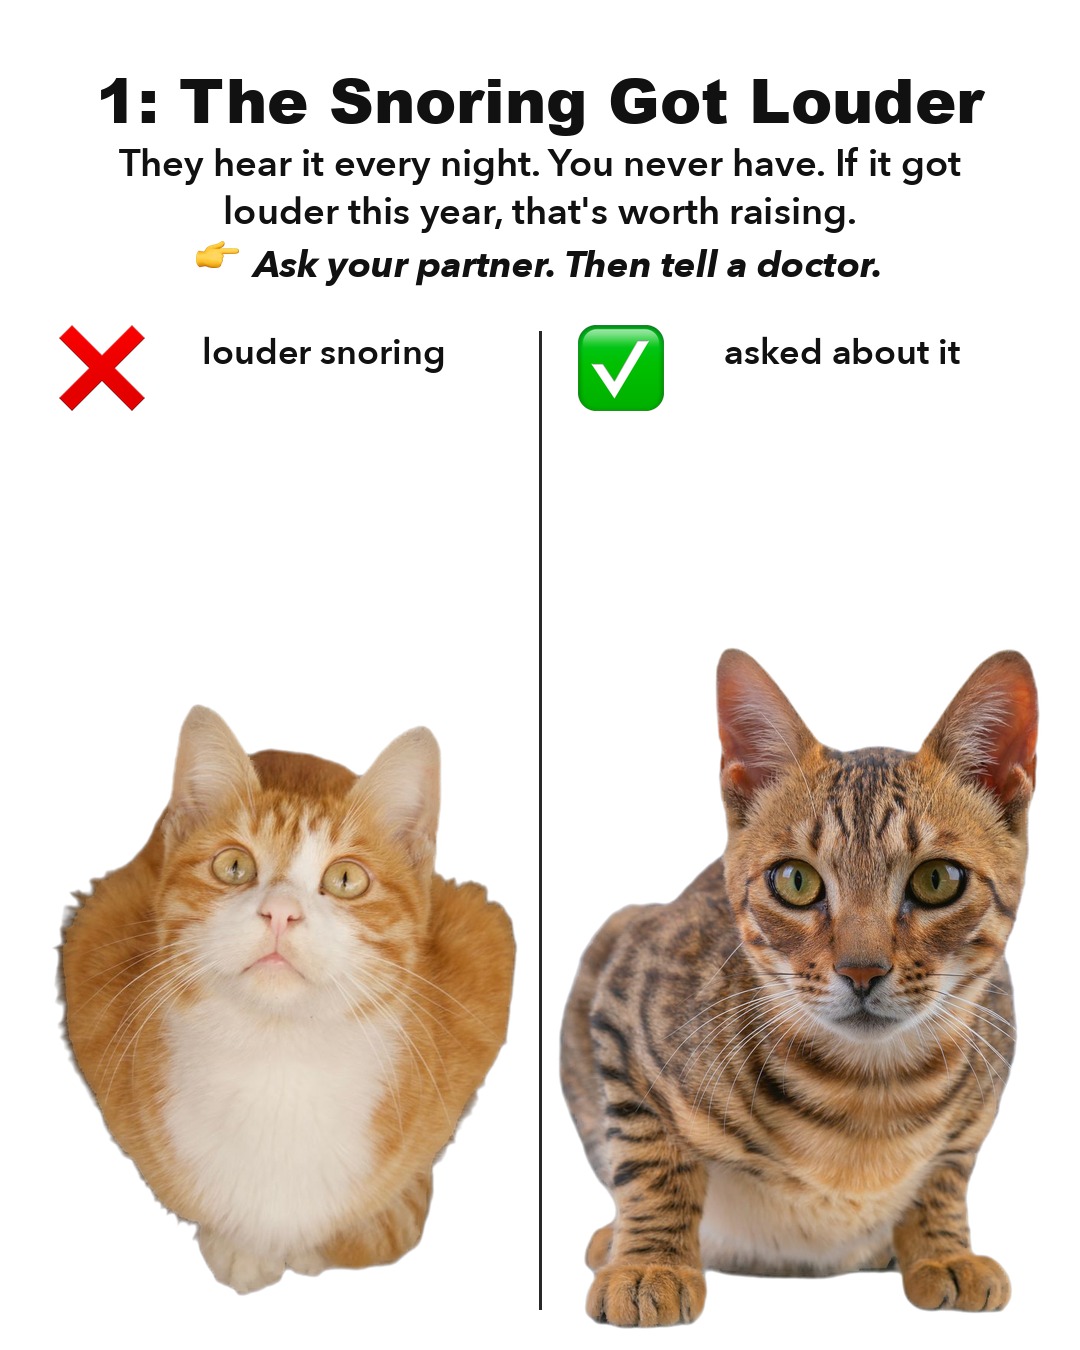 1: The Snoring Got Louder
They hear it every night. You never have. If it got
louder this year, that's worth raising.
Ask your partner. Then tell a doctor.
louder snoring
asked about it